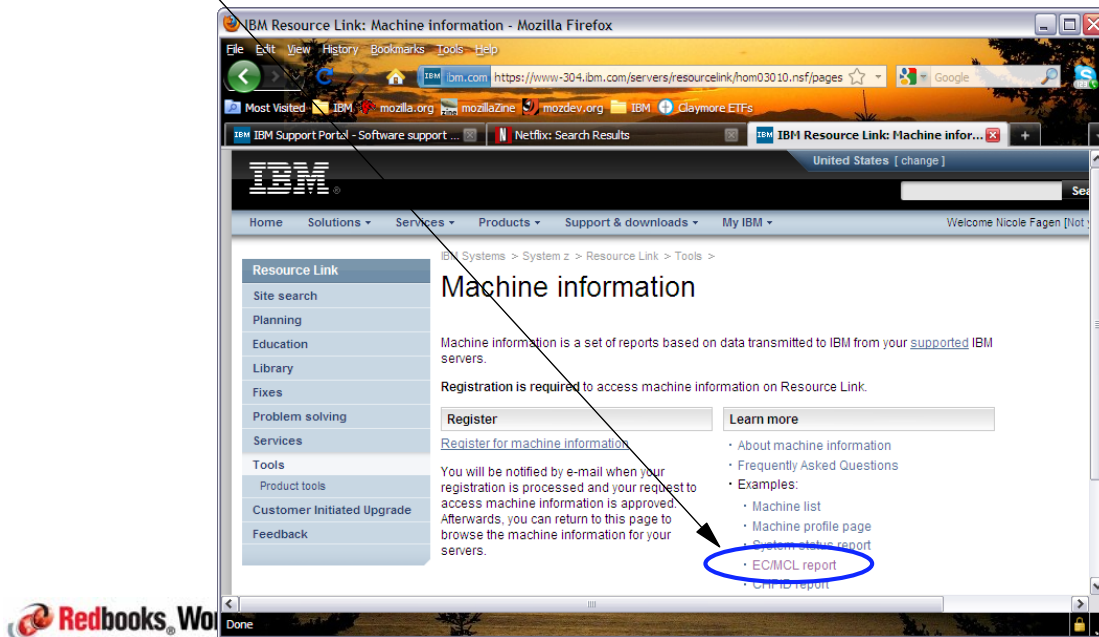 IBM Resource Link: Machine information - Mozilla Firefox
File Edit View History Bookmarks Tools Help
IBM ibm.com https://www-304.ibm.com/servers/resourcelink/hom03010.nsf/pages Google
Most Visited IBM mozilla.org mozillaZine mozdev.org IBM Claymore ETFs
IBM IBM Support Portal - Software support ... N Netflix: Search Results IBM IBM Resource Link: Machine infor... +
United States [ change ]
IBM®
Home Solutions Services Products Support & downloads My IBM Welcome Nicole Fagen [Not
IBM Systems > System z > Resource Link > Tools >
Machine information
Resource Link
Site search
Planning
Education
Library
Fixes
Problem solving
Services
Tools
Product tools
Customer Initiated Upgrade
Feedback
Machine information is a set of reports based on data transmitted to IBM from your supported IBM
servers.
Registration is required to access machine information on Resource Link.
Register
Register for machine information
You will be notified by e-mail when your
registration is processed and your request to
access machine information is approved.
Afterwards, you can return to this page to
browse the machine information for your
servers.
Learn more
· About machine information
· Frequently Asked Questions
· Examples:
· Machine list
· Machine profile page
· System status report
· EC/MCL report
· CHPID report
Redbooks® Wo
Done